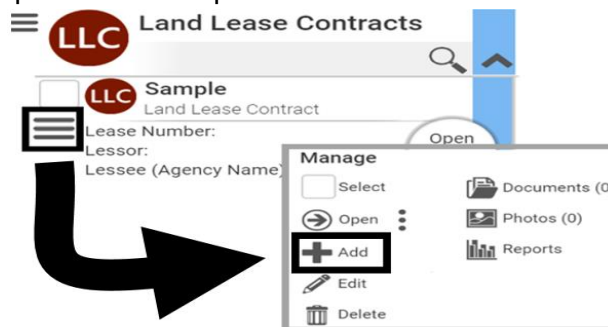 Land Lease Contracts
LLC
LLC
Sample
Land Lease Contract
Lease Number:
Open
Lessor:
Lessee (Agency Name)
Manage
Select
Documents (0
Open
Photos (0)
Add
Reports
Edit
Delete